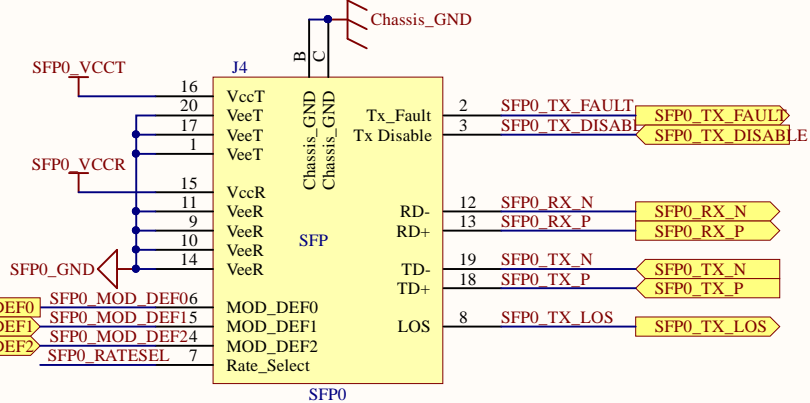 Chassis_GND
SFP0_VCCT
J4
B
C
16 VccT
20 VeeT
17 VeeT
1 VeeT
Chassis_GND
Chassis_GND
Tx_Fault 2 SFP0_TX_FAULT SFP0_TX_FAULT
Tx Disable 3 SFP0_TX_DISABL SFP0_TX_DISABLE
SFP0_VCCR
15 VccR
11 VeeR
9 VeeR
10 VeeR
14 VeeR
SFP0_GND
SFP
RD- 12 SFP0_RX_N SFP0_RX_N
RD+ 13 SFP0_RX_P SFP0_RX_P
TD- 19 SFP0_TX_N SFP0_TX_N
TD+ 18 SFP0_TX_P SFP0_TX_P
DEF0 SFP0_MOD_DEF0 6 MOD_DEF0
DEF1 SFP0_MOD_DEF1 5 MOD_DEF1
DEF2 SFP0_MOD_DEF2 4 MOD_DEF2
SFP0_RATESEL 7 Rate_Select
LOS 8 SFP0_TX_LOS SFP0_TX_LOS
SFP0